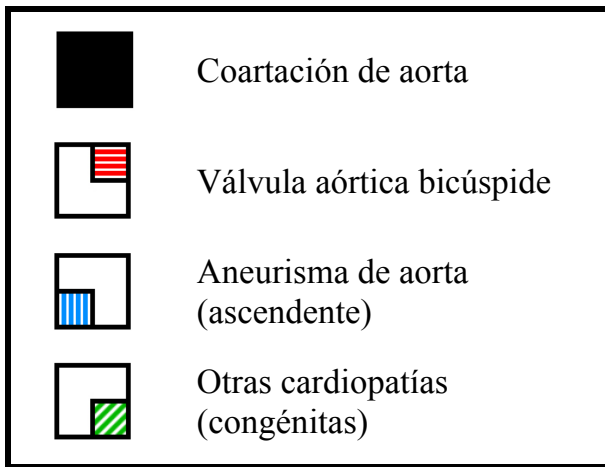 Coartación de aorta
Válvula aórtica bicúspide
Aneurisma de aorta
(ascendente)
Otras cardiopatías
(congénitas)